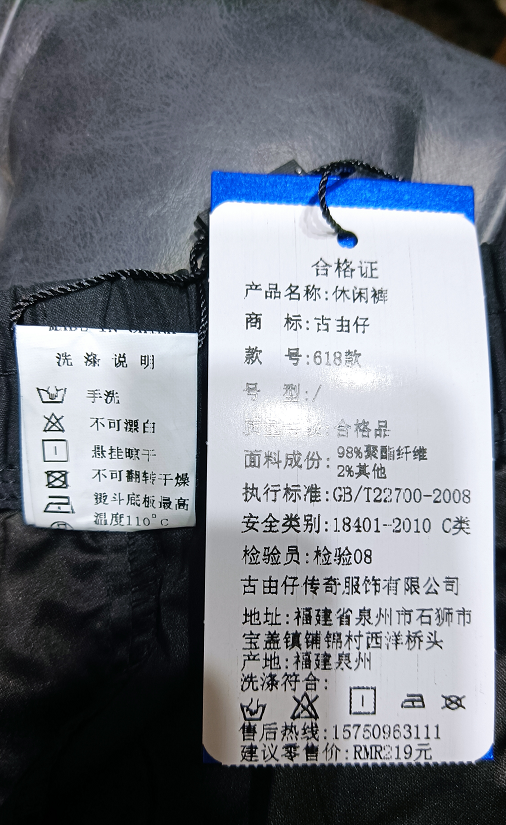 洗涤说明
手洗
不可漂白
悬挂晾干
不可翻转干燥
熨斗底板最高
温度110°C
合格证
产品名称:休闲裤
商 标:古由仔
款 号:618款
号 型:/
合格品
面料成份:98%聚酯纤维
2%其他
执行标准:GB/T22700-2008
安全类别:18401-2010 C类
检验员:检验08
古由仔传奇服饰有限公司
地址:福建省泉州市石狮市
宝盖镇铺锦村西洋桥头
产地:福建泉州
洗涤符合:
售后热线:15750963111
建议零售价:RMR219元